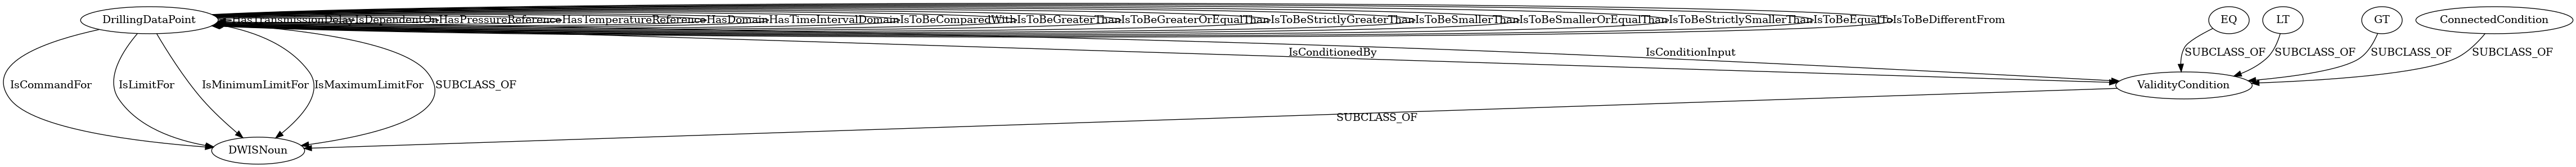 DrillingDataPoint
HasTransmissionDelay
IsDependentOn
HasPressureReference
HasTemperatureReference
HasDomain
HasTimeIntervalDomain
IsToBeComparedWith
IsToBeGreaterThan
IsToBeGreaterOrEqualThan
IsToBeStrictlyGreaterThan
IsToBeSmallerThan
IsToBeSmallerOrEqualThan
IsToBeStrictlySmallerThan
IsToBeEqualTo
IsToBeDifferentFrom
EQ
LT
GT
ConnectedCondition
IsConditionedBy
IsConditionInput
SUBCLASS_OF
SUBCLASS_OF
SUBCLASS_OF
SUBCLASS_OF
IsCommandFor
IsLimitFor
IsMinimumLimitFor
IsMaximumLimitFor
SUBCLASS_OF
ValidityCondition
SUBCLASS_OF
DWISNoun